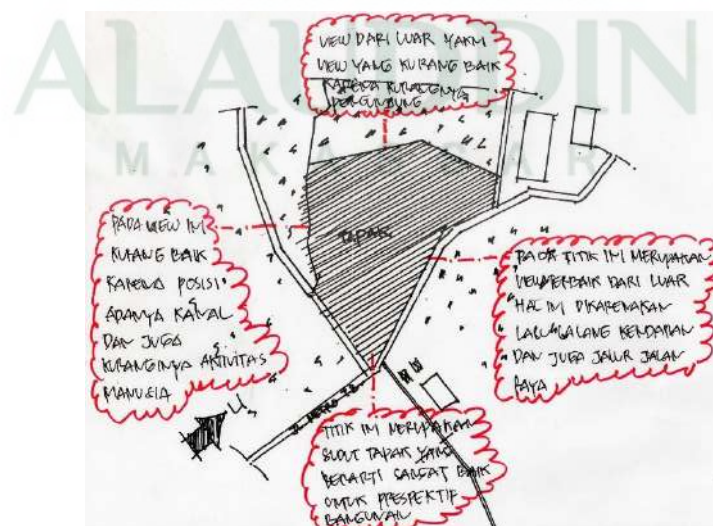 ALAUDDIN
MAKASSAR
VIEW DARI LUAR YAKNI
VIEW YANG KURANG BAIK
KARENA KURANGNYA
PENGUNJUNG
TAPAK
PADA VIEW INI
KURANG BAIK
KARENA POSISI
ADANYA KANAL
DAN JUGA
KURANGNYA AKTIVITAS
MANUSIA
PADA TITIK INI MERUPAKAN
VIEW TERBAIK DARI LUAR
HAL INI DIKARENAKAN
LALU LALANG KENDARAAN
DAN JUGA JALUR JALAN
RAYA
U
TITIK INI MERUPAKAN
SUDUT TAPAK YANG
BERARTI SANGAT BAIK
UNTUK PRESPEKTIF
BANGUNAN